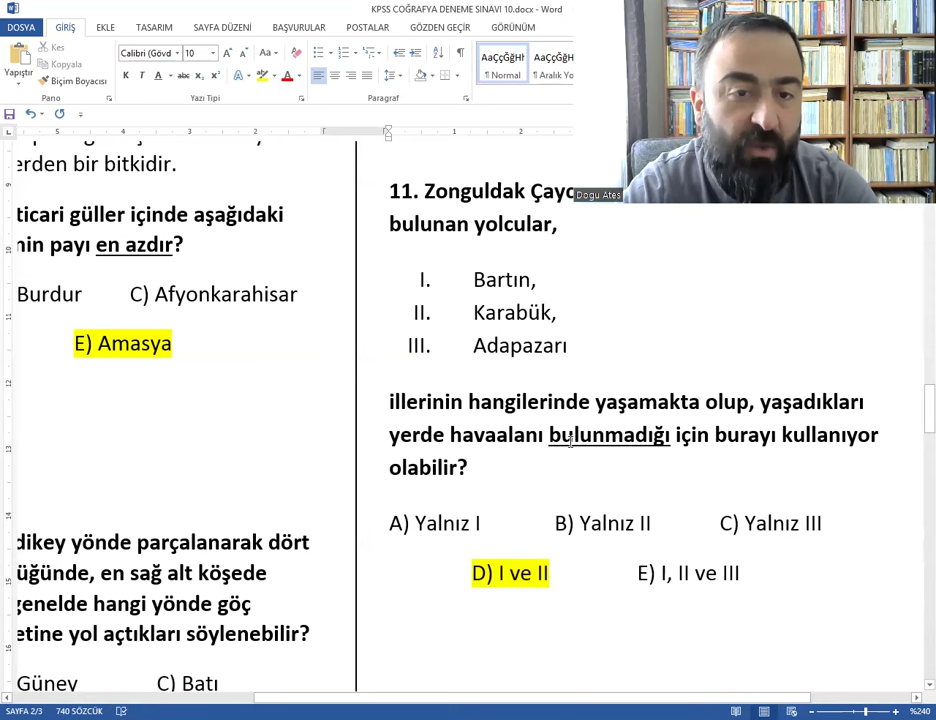 KPSS COĞRAFYA DENEME SINAVI 10.docx - Word
DOSYA GİRİŞ EKLE TASARIM SAYFA DÜZENİ BAŞVURULAR POSTALAR GÖZDEN GEÇİR GÖRÜNÜM
Yapıştır
Kes
Kopyala
Biçim Boyacısı
Pano
Calibri (Gövd 10
Yazı Tipi
Paragraf
AaÇçĞğHł AaÇçĞğHł
¶ Normal ¶ Aralık Yo
Dogu Ates
erden bir bitkidir.
ticari güller içinde aşağıdaki
nin payı en azdır?
Burdur C) Afyonkarahisar
E) Amasya
dikey yönde parçalanarak dört
üğünde, en sağ alt köşede
genelde hangi yönde göç
etine yol açtıkları söylenebilir?
Güney C) Batı
11. Zonguldak Çayc
bulunan yolcular,
I. Bartın,
II. Karabük,
III. Adapazarı
illerinin hangilerinde yaşamakta olup, yaşadıkları
yerde havaalanı bulunmadığı için burayı kullanıyor
olabilir?
A) Yalnız I B) Yalnız II C) Yalnız III
D) I ve II E) I, II ve III
SAYFA 2/3 740 SÖZCÜK %240